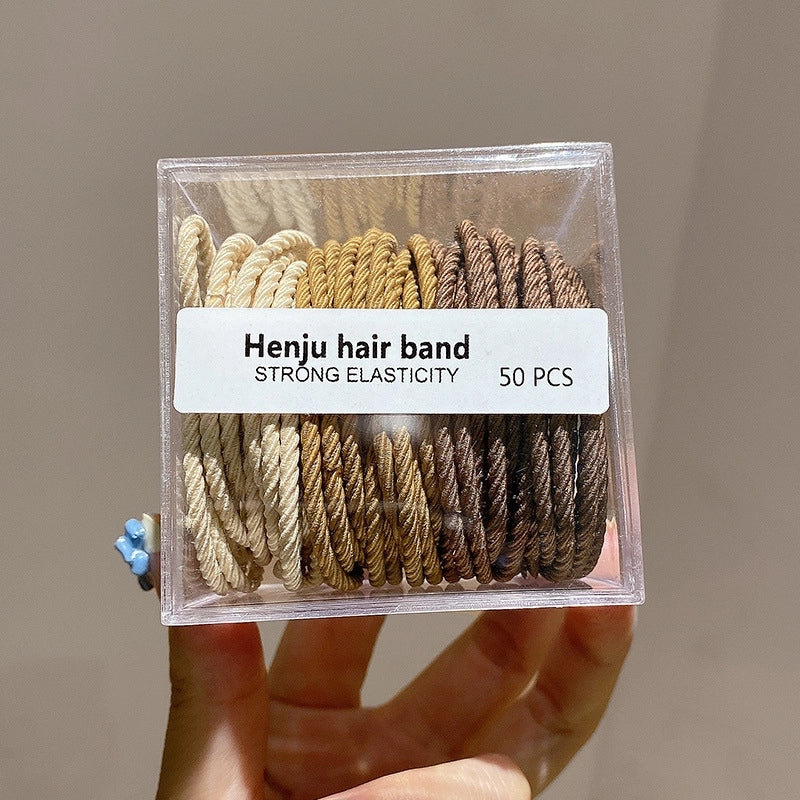 Henju hair band
STRONG ELASTICITY 50 PCS